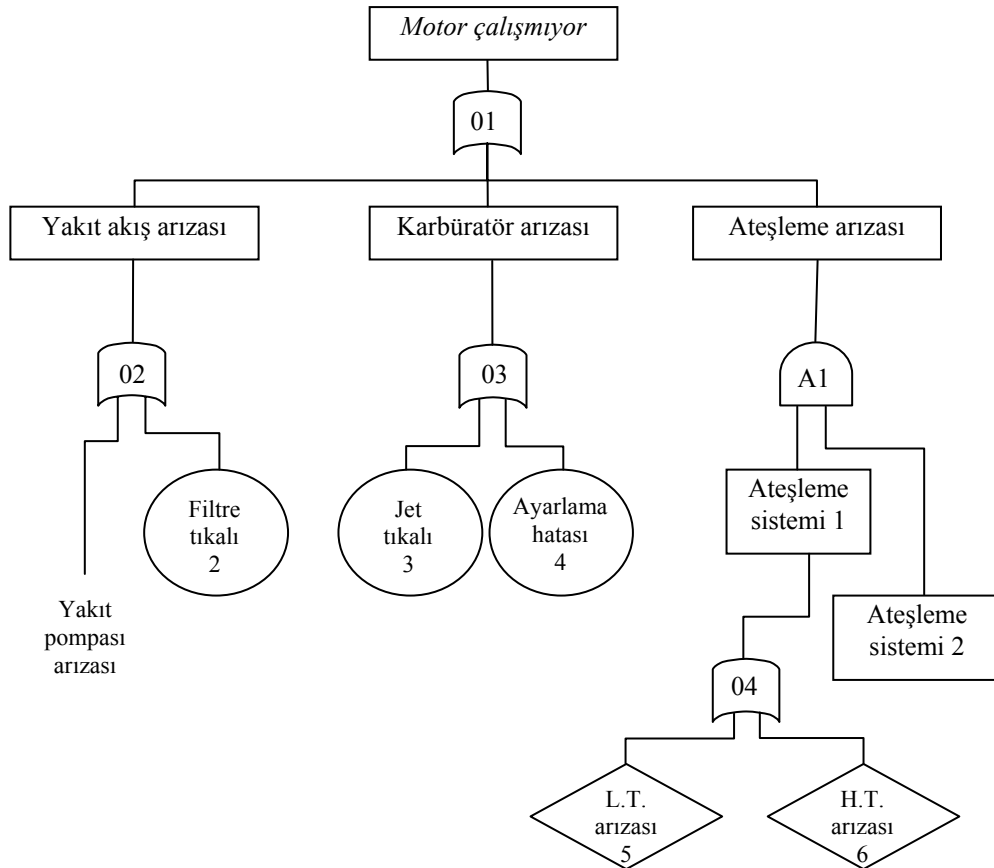 Motor çalışmıyor
01
Yakıt akış arızası
Karbüratör arızası
Ateşleme arızası
02
03
A1
Filtre
tıkalı
2
Jet
tıkalı
3
Ayarlama
hatası
4
Ateşleme
sistemi 1
Yakıt
pompası
arızası
Ateşleme
sistemi 2
04
L.T.
arızası
5
H.T.
arızası
6